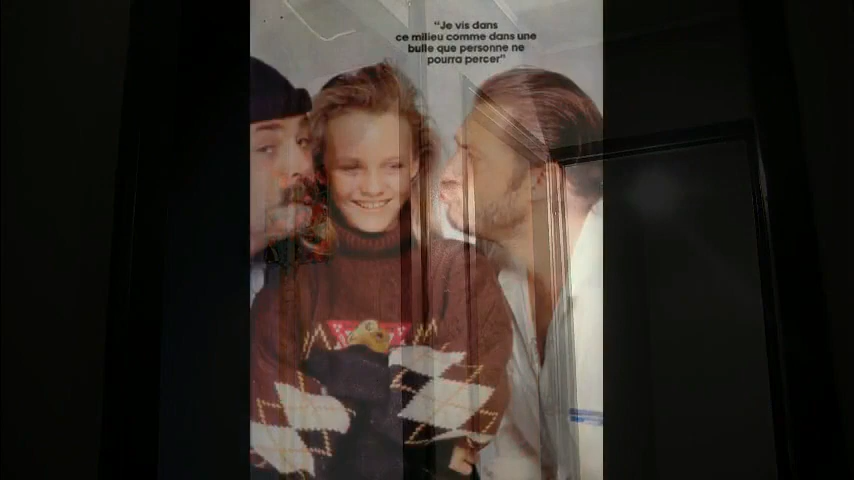 “Je vis dans
ce milieu comme dans une
bulle que personne ne
pourra percer”